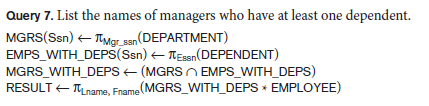 Query 7. List the names of managers who have at least one dependent.
MGRS(Ssn) ← πMgr_ssn(DEPARTMENT)
EMPS_WITH_DEPS(Ssn) ← πEssn(DEPENDENT)
MGRS_WITH_DEPS ← (MGRS ∩ EMPS_WITH_DEPS)
RESULT ← πLname, Fname(MGRS_WITH_DEPS * EMPLOYEE)